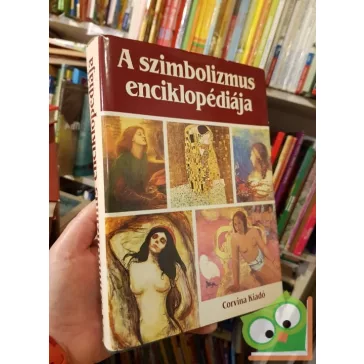 A szimbolizmus
enciklopédiája
Corvina Kiadó